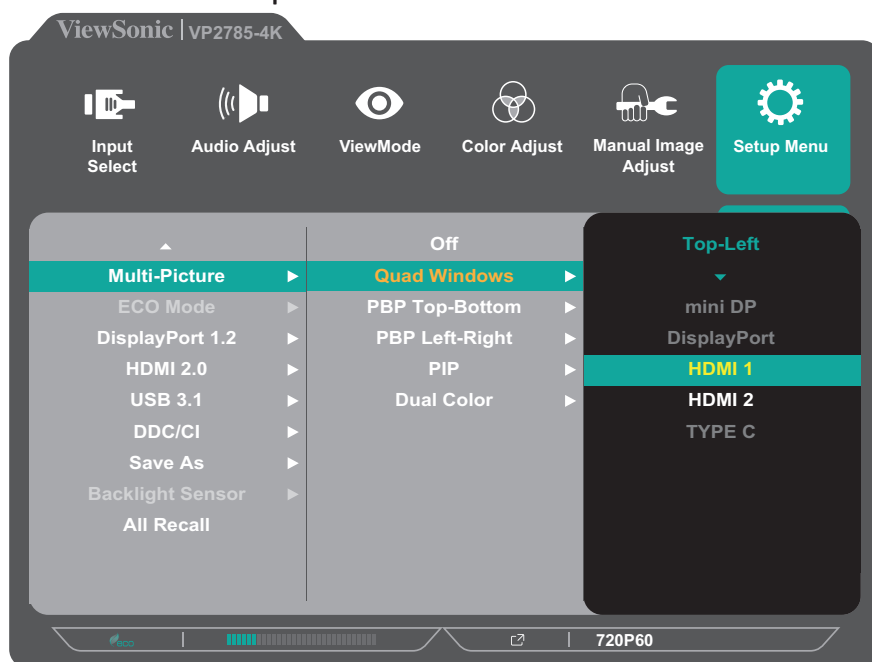 ViewSonic | VP2785-4K
Input Select
Audio Adjust
ViewMode
Color Adjust
Manual Image Adjust
Setup Menu
Multi-Picture
ECO Mode
DisplayPort 1.2
HDMI 2.0
USB 3.1
DDC/CI
Save As
Backlight Sensor
All Recall
Off
Quad Windows
PBP Top-Bottom
PBP Left-Right
PIP
Dual Color
Top-Left
mini DP
DisplayPort
HDMI 1
HDMI 2
TYPE C
eco
720P60